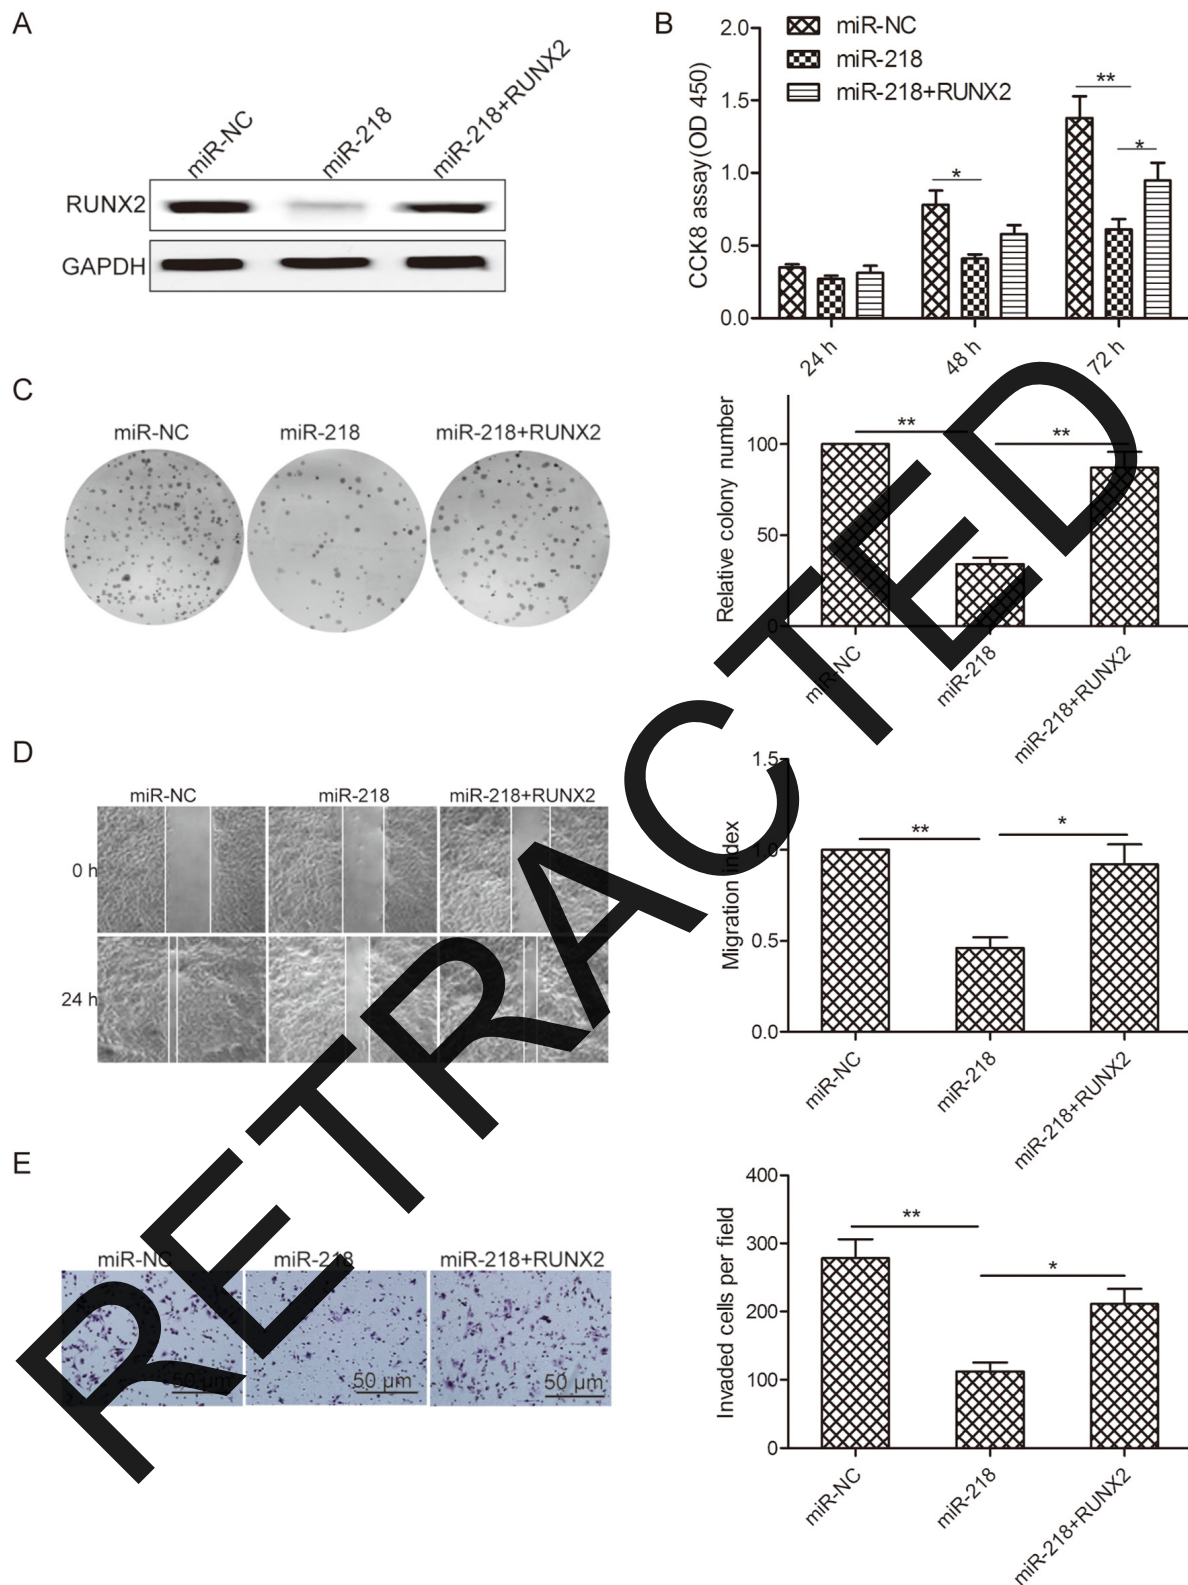 A
miR-NC
miR-218
miR-218+RUNX2
RUNX2
GAPDH
B
miR-NC
miR-218
miR-218+RUNX2
CCK8 assay(OD 450)
2.0
1.5
1.0
0.5
0.0
*
**
*
24 h
48 h
72 h
C
miR-NC
miR-218
miR-218+RUNX2
Relative colony number
100
50
0
**
**
miR-NC
miR-218
miR-218+RUNX2
D
miR-NC
miR-218
miR-218+RUNX2
0 h
24 h
Migration index
1.5
1.0
0.5
0.0
**
*
miR-NC
miR-218
miR-218+RUNX2
E
miR-NC
miR-218
miR-218+RUNX2
50 µm
50 µm
50 µm
Invaded cells per field
400
300
200
100
0
**
*
miR-NC
miR-218
miR-218+RUNX2
RETRACTED